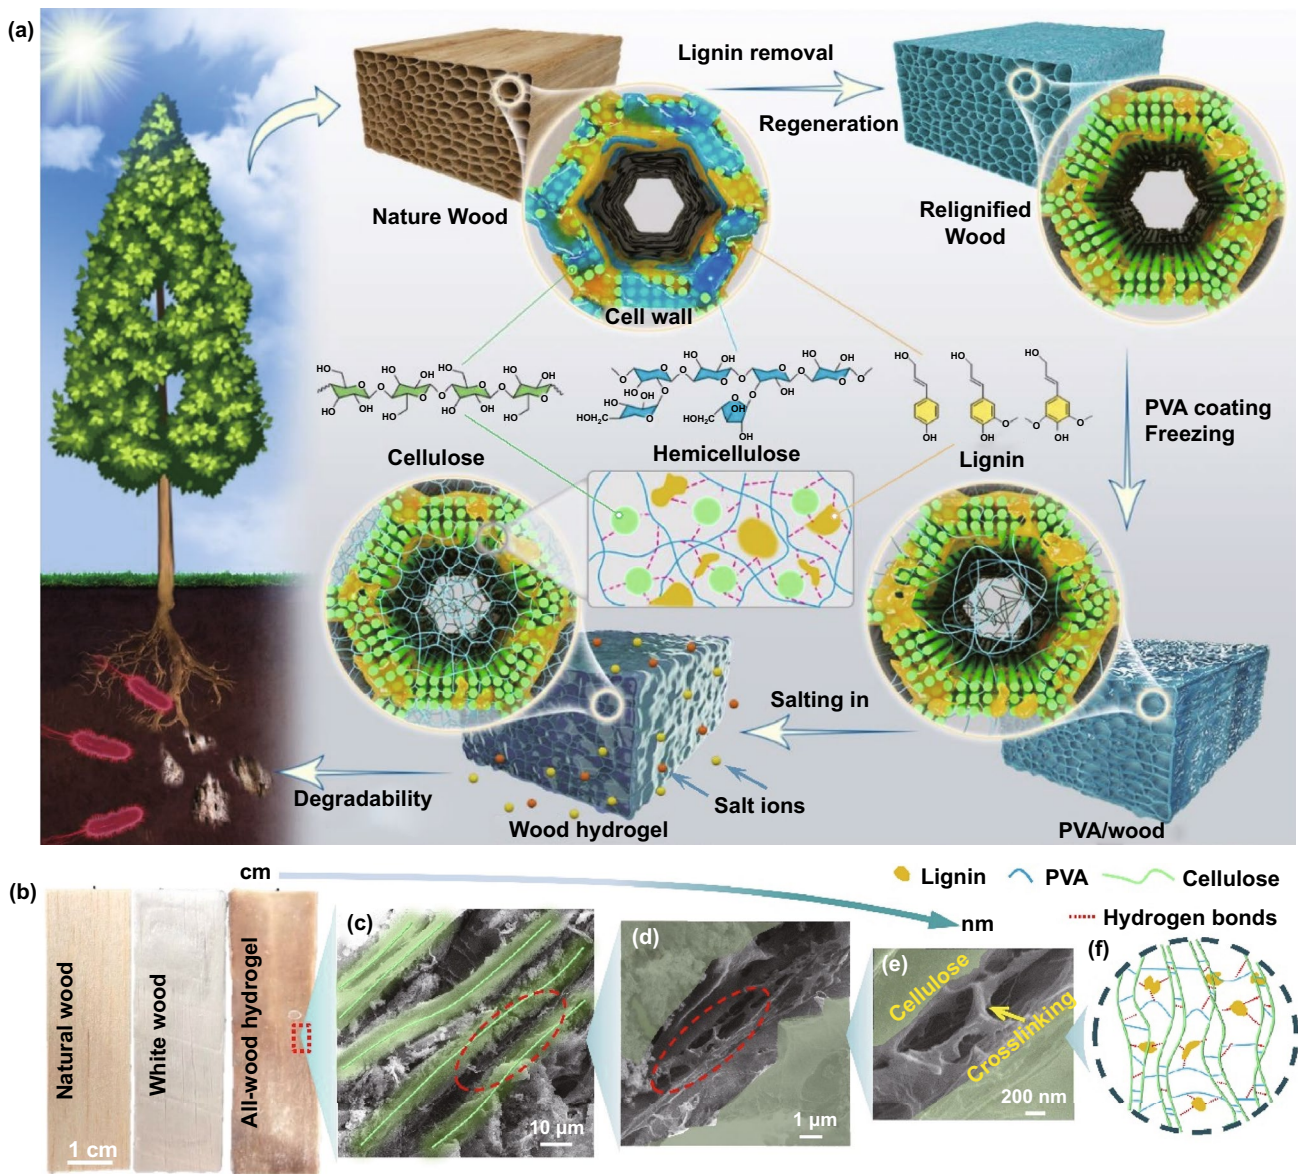 (a)
Lignin removal
Regeneration
Nature Wood
Relignified
Wood
Cell wall
PVA coating
Freezing
Cellulose
Hemicellulose
Lignin
Salting in
Salt ions
Degradability
Wood hydrogel
PVA/wood
(b)
cm
nm
Lignin
PVA
Cellulose
Hydrogen bonds
Natural wood
White wood
All-wood hydrogel
1 cm
(c)
10 µm
(d)
1 µm
(e)
Cellulose
Crosslinking
200 nm
(f)